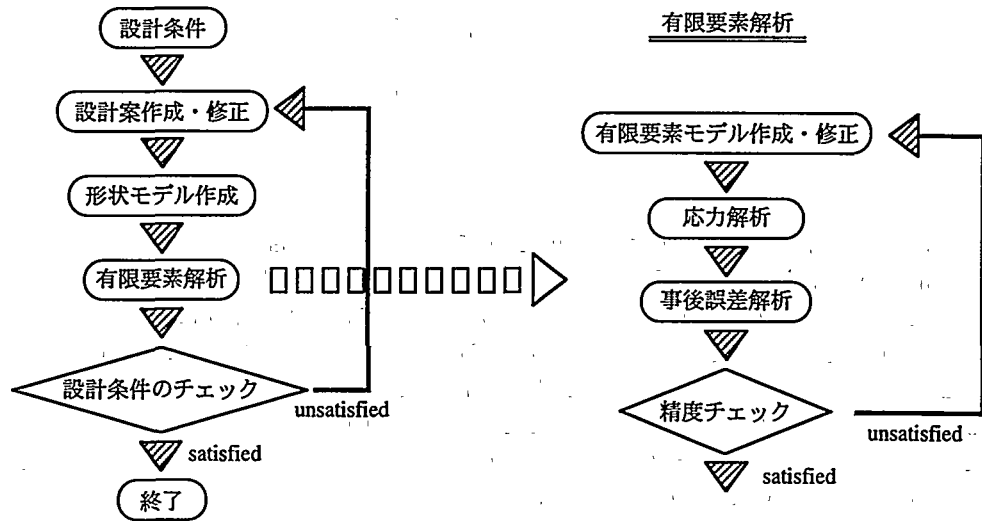 設計条件
設計案作成・修正
形状モデル作成
有限要素解析
設計条件のチェック
unsatisfied
satisfied
終了
有限要素解析
有限要素モデル作成・修正
応力解析
事後誤差解析
精度チェック
unsatisfied
satisfied